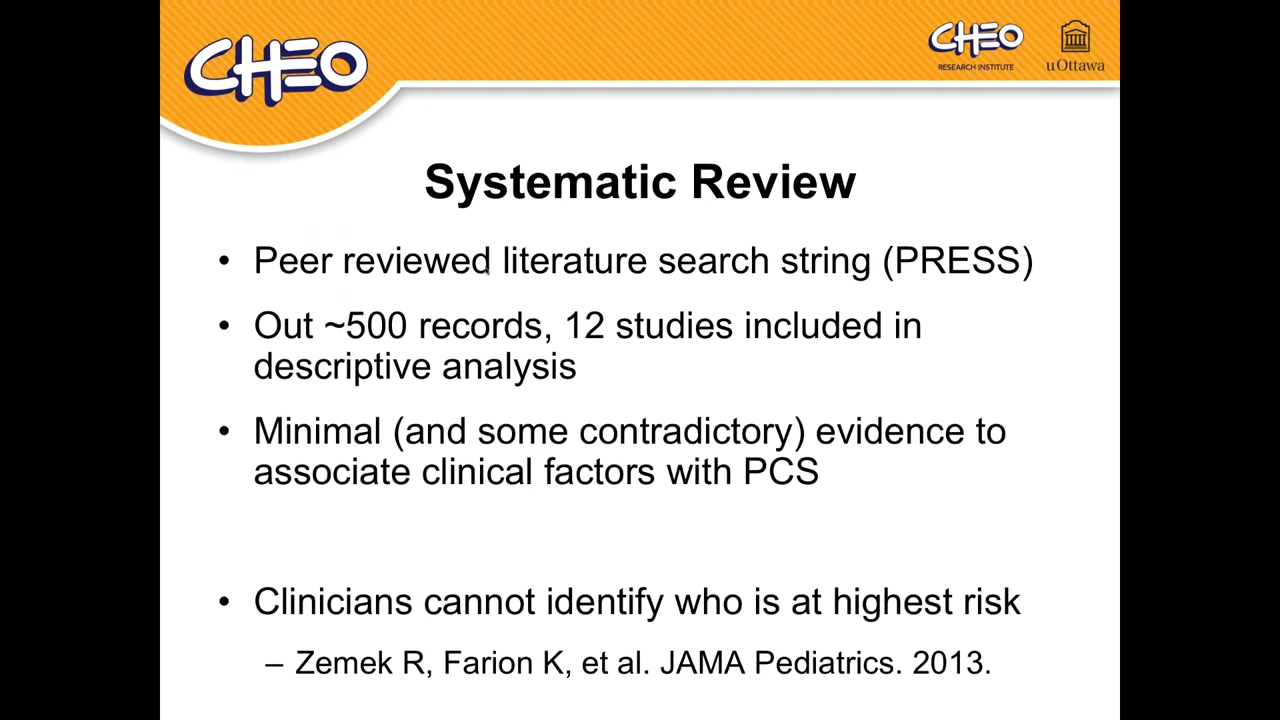 CHEO
CHEO
RESEARCH INSTITUTE
uOttawa
Systematic Review
• Peer reviewed literature search string (PRESS)
• Out ~500 records, 12 studies included in
descriptive analysis
• Minimal (and some contradictory) evidence to
associate clinical factors with PCS
• Clinicians cannot identify who is at highest risk
– Zemek R, Farion K, et al. JAMA Pediatrics. 2013.